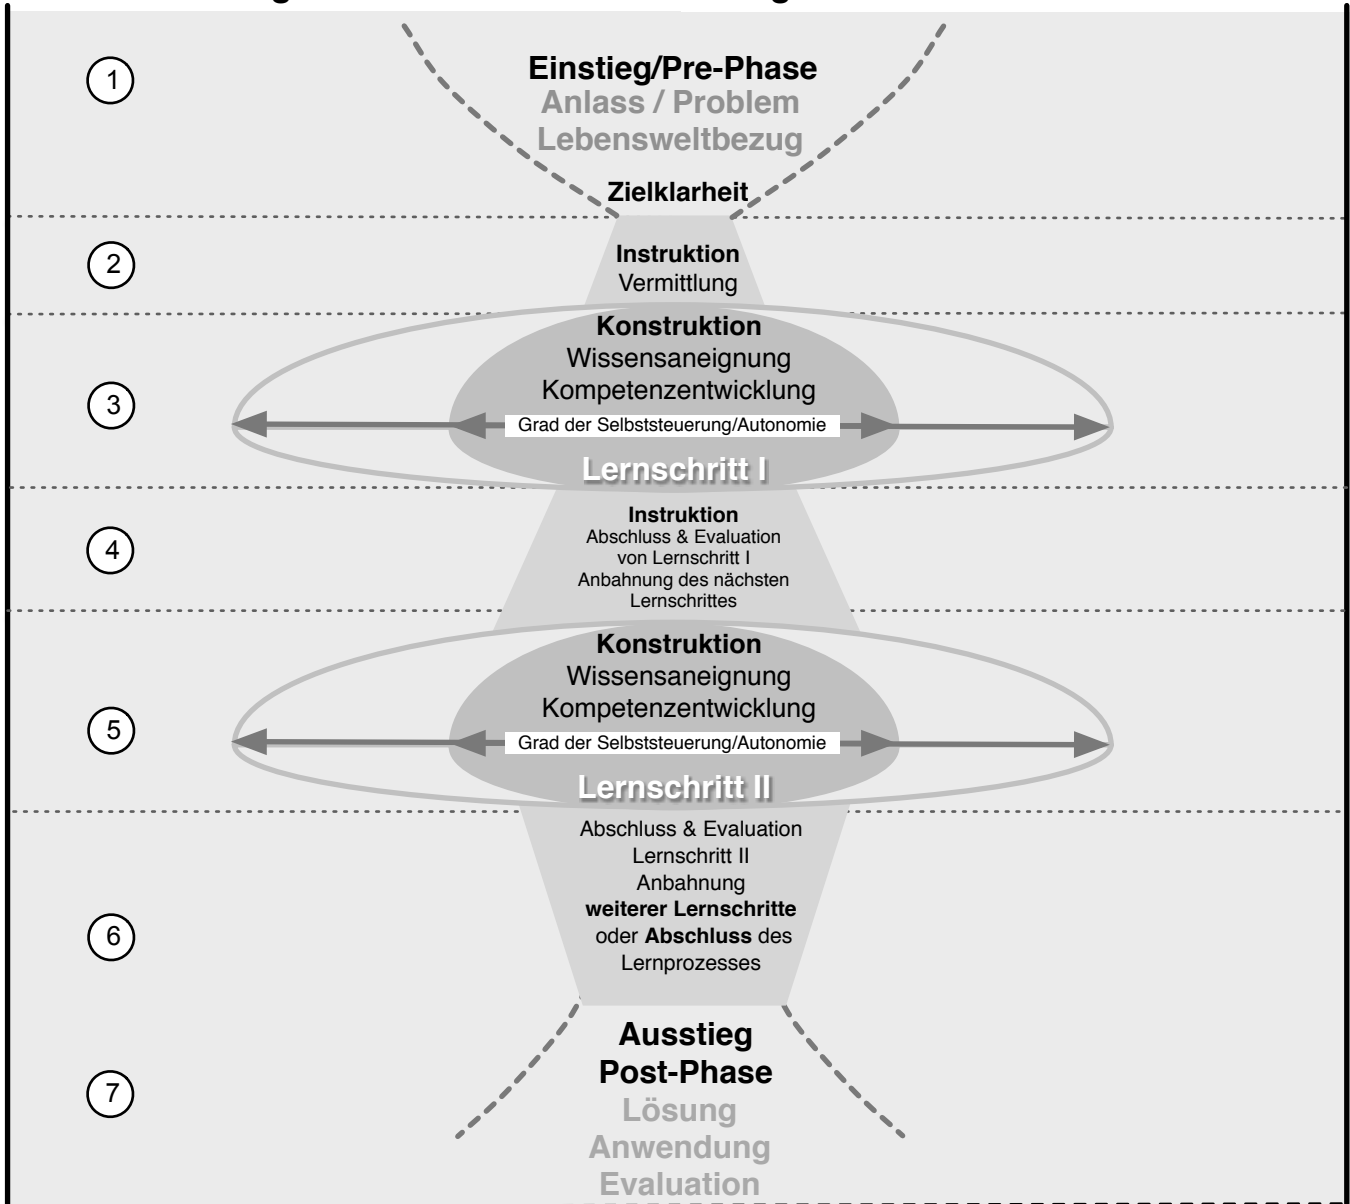 1
Einstieg/Pre-Phase
Anlass / Problem
Lebensweltbezug
Zielklarheit
2
Instruktion
Vermittlung
3
Konstruktion
Wissensaneignung
Kompetenzentwicklung
Grad der Selbststeuerung/Autonomie
Lernschritt I
4
Instruktion
Abschluss & Evaluation
von Lernschritt I
Anbahnung des nächsten
Lernschrittes
5
Konstruktion
Wissensaneignung
Kompetenzentwicklung
Grad der Selbststeuerung/Autonomie
Lernschritt II
6
Abschluss & Evaluation
Lernschritt II
Anbahnung
weiterer Lernschritte
oder Abschluss des
Lernprozesses
7
Ausstieg
Post-Phase
Lösung
Anwendung
Evaluation